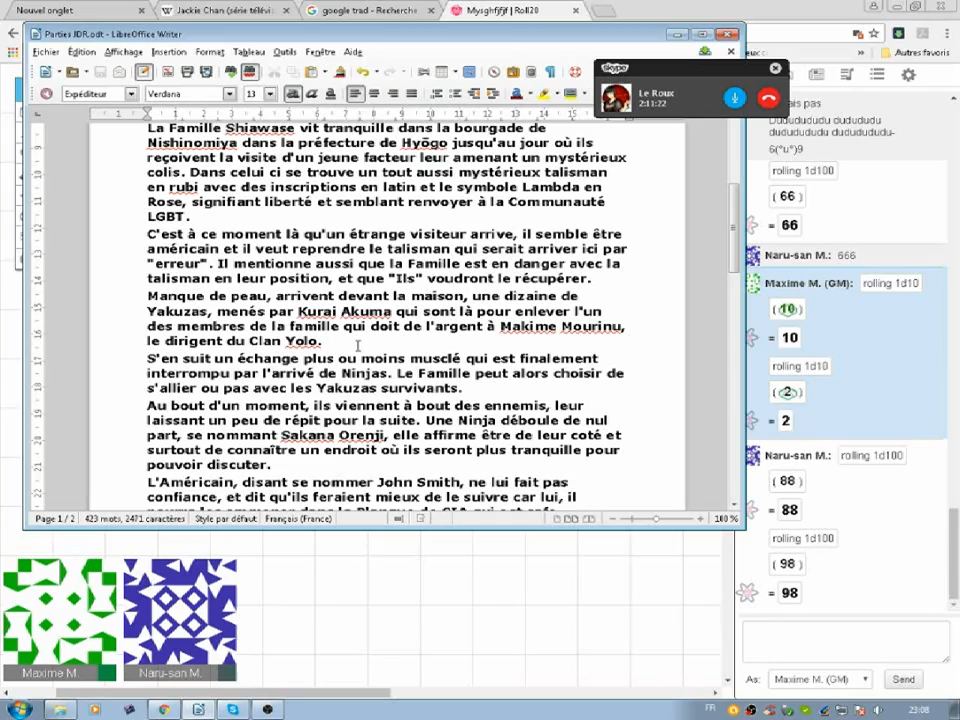 Nouvel onglet
Jackie Chan (série télévi
google trad - Recherche
Mysghfjfjf | Roll20
Parties JDR.odt - LibreOffice Writer
Fichier Édition Affichage Insertion Format Tableau Outils Fenêtre Aide
Autres favoris
Expéditeur Verdana 13
skype
Le Roux
2:11:22
La Famille Shiawase vit tranquille dans la bourgade de
Nishinomiya dans la préfecture de Hyōgo jusqu'au jour où ils
reçoivent la visite d'un jeune facteur leur amenant un mystérieux
colis. Dans celui ci se trouve un tout aussi mystérieux talisman
en rubi avec des inscriptions en latin et le symbole Lambda en
Rose, signifiant liberté et semblant renvoyer à la Communauté
LGBT.
C'est à ce moment là qu'un étrange visiteur arrive, il semble être
américain et il veut reprendre le talisman qui serait arriver ici par
"erreur". Il mentionne aussi que la Famille est en danger avec la
talisman en leur position, et que "Ils" voudront le récupérer.
Manque de peau, arrivent devant la maison, une dizaine de
Yakuzas, menés par Kurai Akuma qui sont là pour enlever l'un
des membres de la famille qui doit de l'argent à Makime Mourinu,
le dirigent du Clan Yolo.
S'en suit un échange plus ou moins musclé qui est finalement
interrompu par l'arrivé de Ninjas. Le Famille peut alors choisir de
s'allier ou pas avec les Yakuzas survivants.
Au bout d'un moment, ils viennent à bout des ennemis, leur
laissant un peu de répit pour la suite. Une Ninja déboule de nul
part, se nommant Sakana Orenji, elle affirme être de leur coté et
surtout de connaître un endroit où ils seront plus tranquille pour
pouvoir discuter.
L'Américain, disant se nommer John Smith, ne lui fait pas
confiance, et dit qu'ils feraient mieux de le suivre car lui, il
Page 1 / 2 423 mots, 2471 caractères Style par défaut Français (France) 100 %
ais pas
Dududududu dudududu
dududududu dududududu-
6(°u°)9
rolling 1d100
( 66 )
= 66
Naru-san M.: 666
Maxime M. (GM): rolling 1d10
( 10 )
= 10
rolling 1d10
( 2 )
= 2
Naru-san M.: rolling 1d100
( 88 )
= 88
rolling 1d100
( 98 )
= 98
As: Maxime M. (GM) Send
Maxime M.
Naru-san M.
FR 23:08